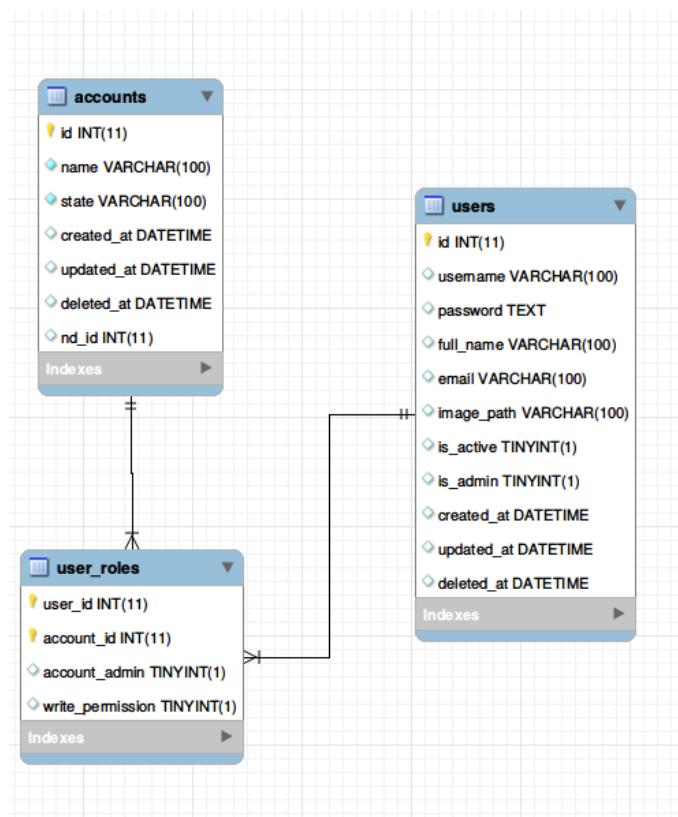 accounts
id INT(11)
name VARCHAR(100)
state VARCHAR(100)
created_at DATETIME
updated_at DATETIME
deleted_at DATETIME
nd_id INT(11)
Indexes
users
id INT(11)
username VARCHAR(100)
password TEXT
full_name VARCHAR(100)
email VARCHAR(100)
image_path VARCHAR(100)
is_active TINYINT(1)
is_admin TINYINT(1)
created_at DATETIME
updated_at DATETIME
deleted_at DATETIME
Indexes
user_roles
user_id INT(11)
account_id INT(11)
account_admin TINYINT(1)
write_permission TINYINT(1)
Indexes